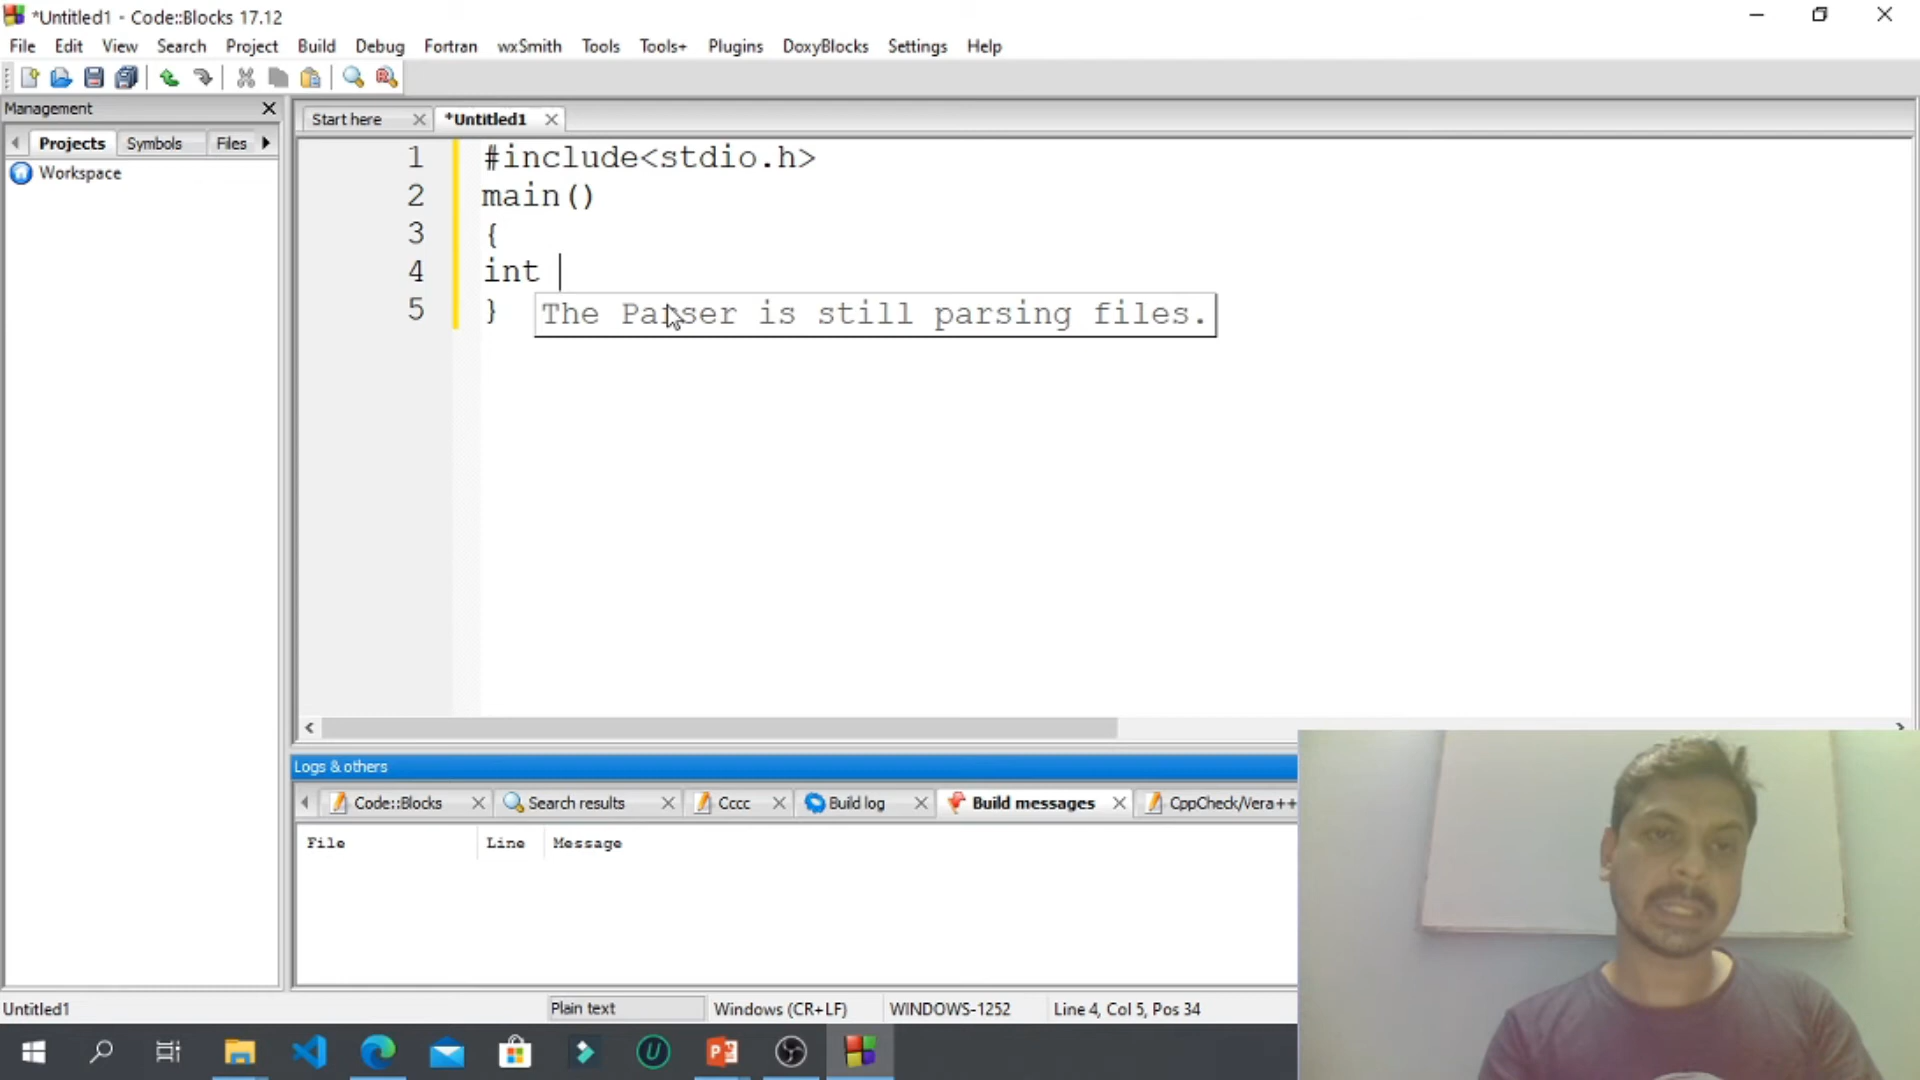 *Untitled1 - Code::Blocks 17.12
File Edit View Search Project Build Debug Fortran wxSmith Tools Tools+ Plugins DoxyBlocks Settings Help
Management
Projects Symbols Files
Workspace
Start here *Untitled1
1 #include<stdio.h>
2 main()
3 {
4 int
5 }
The Parser is still parsing files.
Logs & others
Code::Blocks Search results Cccc Build log Build messages CppCheck/Vera++
File Line Message
Untitled1 Plain text Windows (CR+LF) WINDOWS-1252 Line 4, Col 5, Pos 34